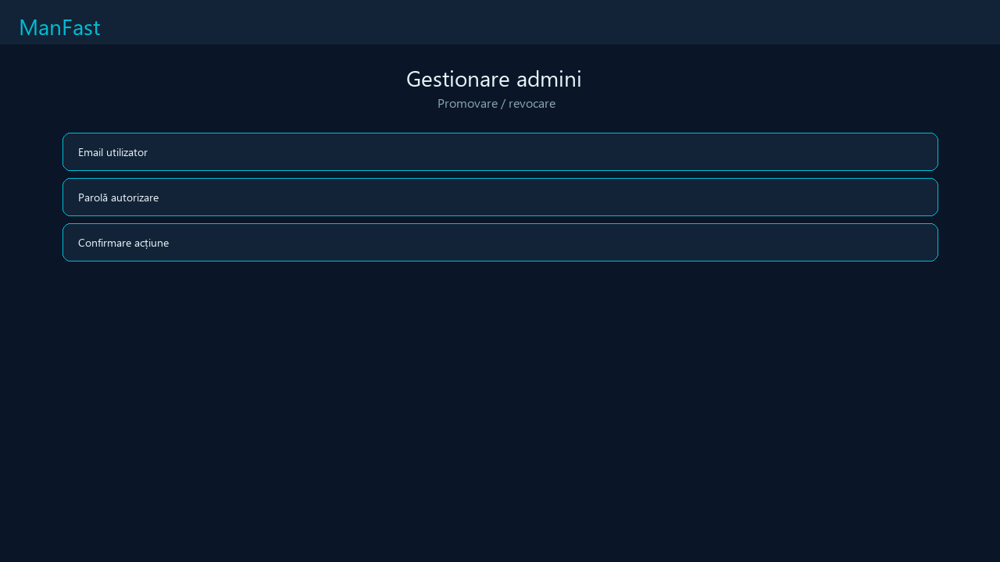 ManFast
Gestionare admini
Promovare / revocare
Email utilizator
Parolă autorizare
Confirmare acțiune